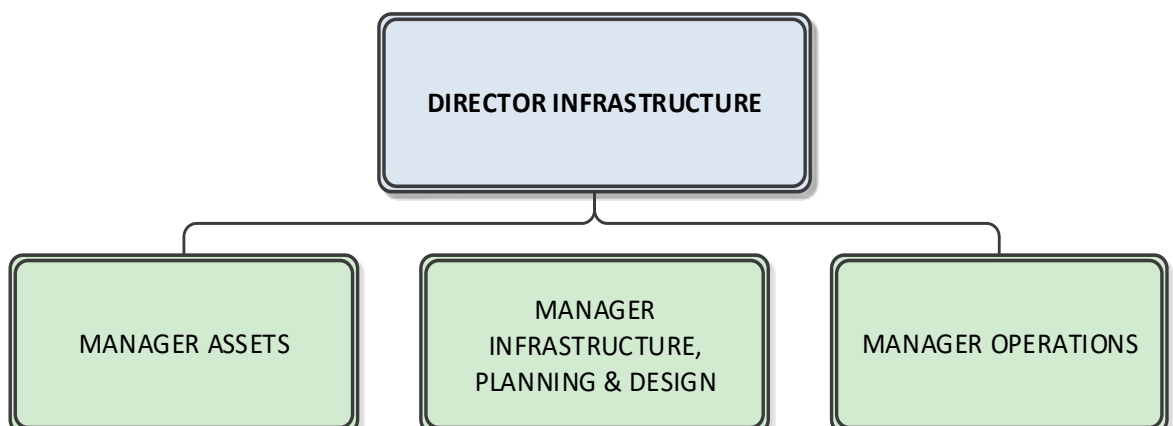 DIRECTOR INFRASTRUCTURE
MANAGER ASSETS
MANAGER
INFRASTRUCTURE,
PLANNING & DESIGN
MANAGER OPERATIONS